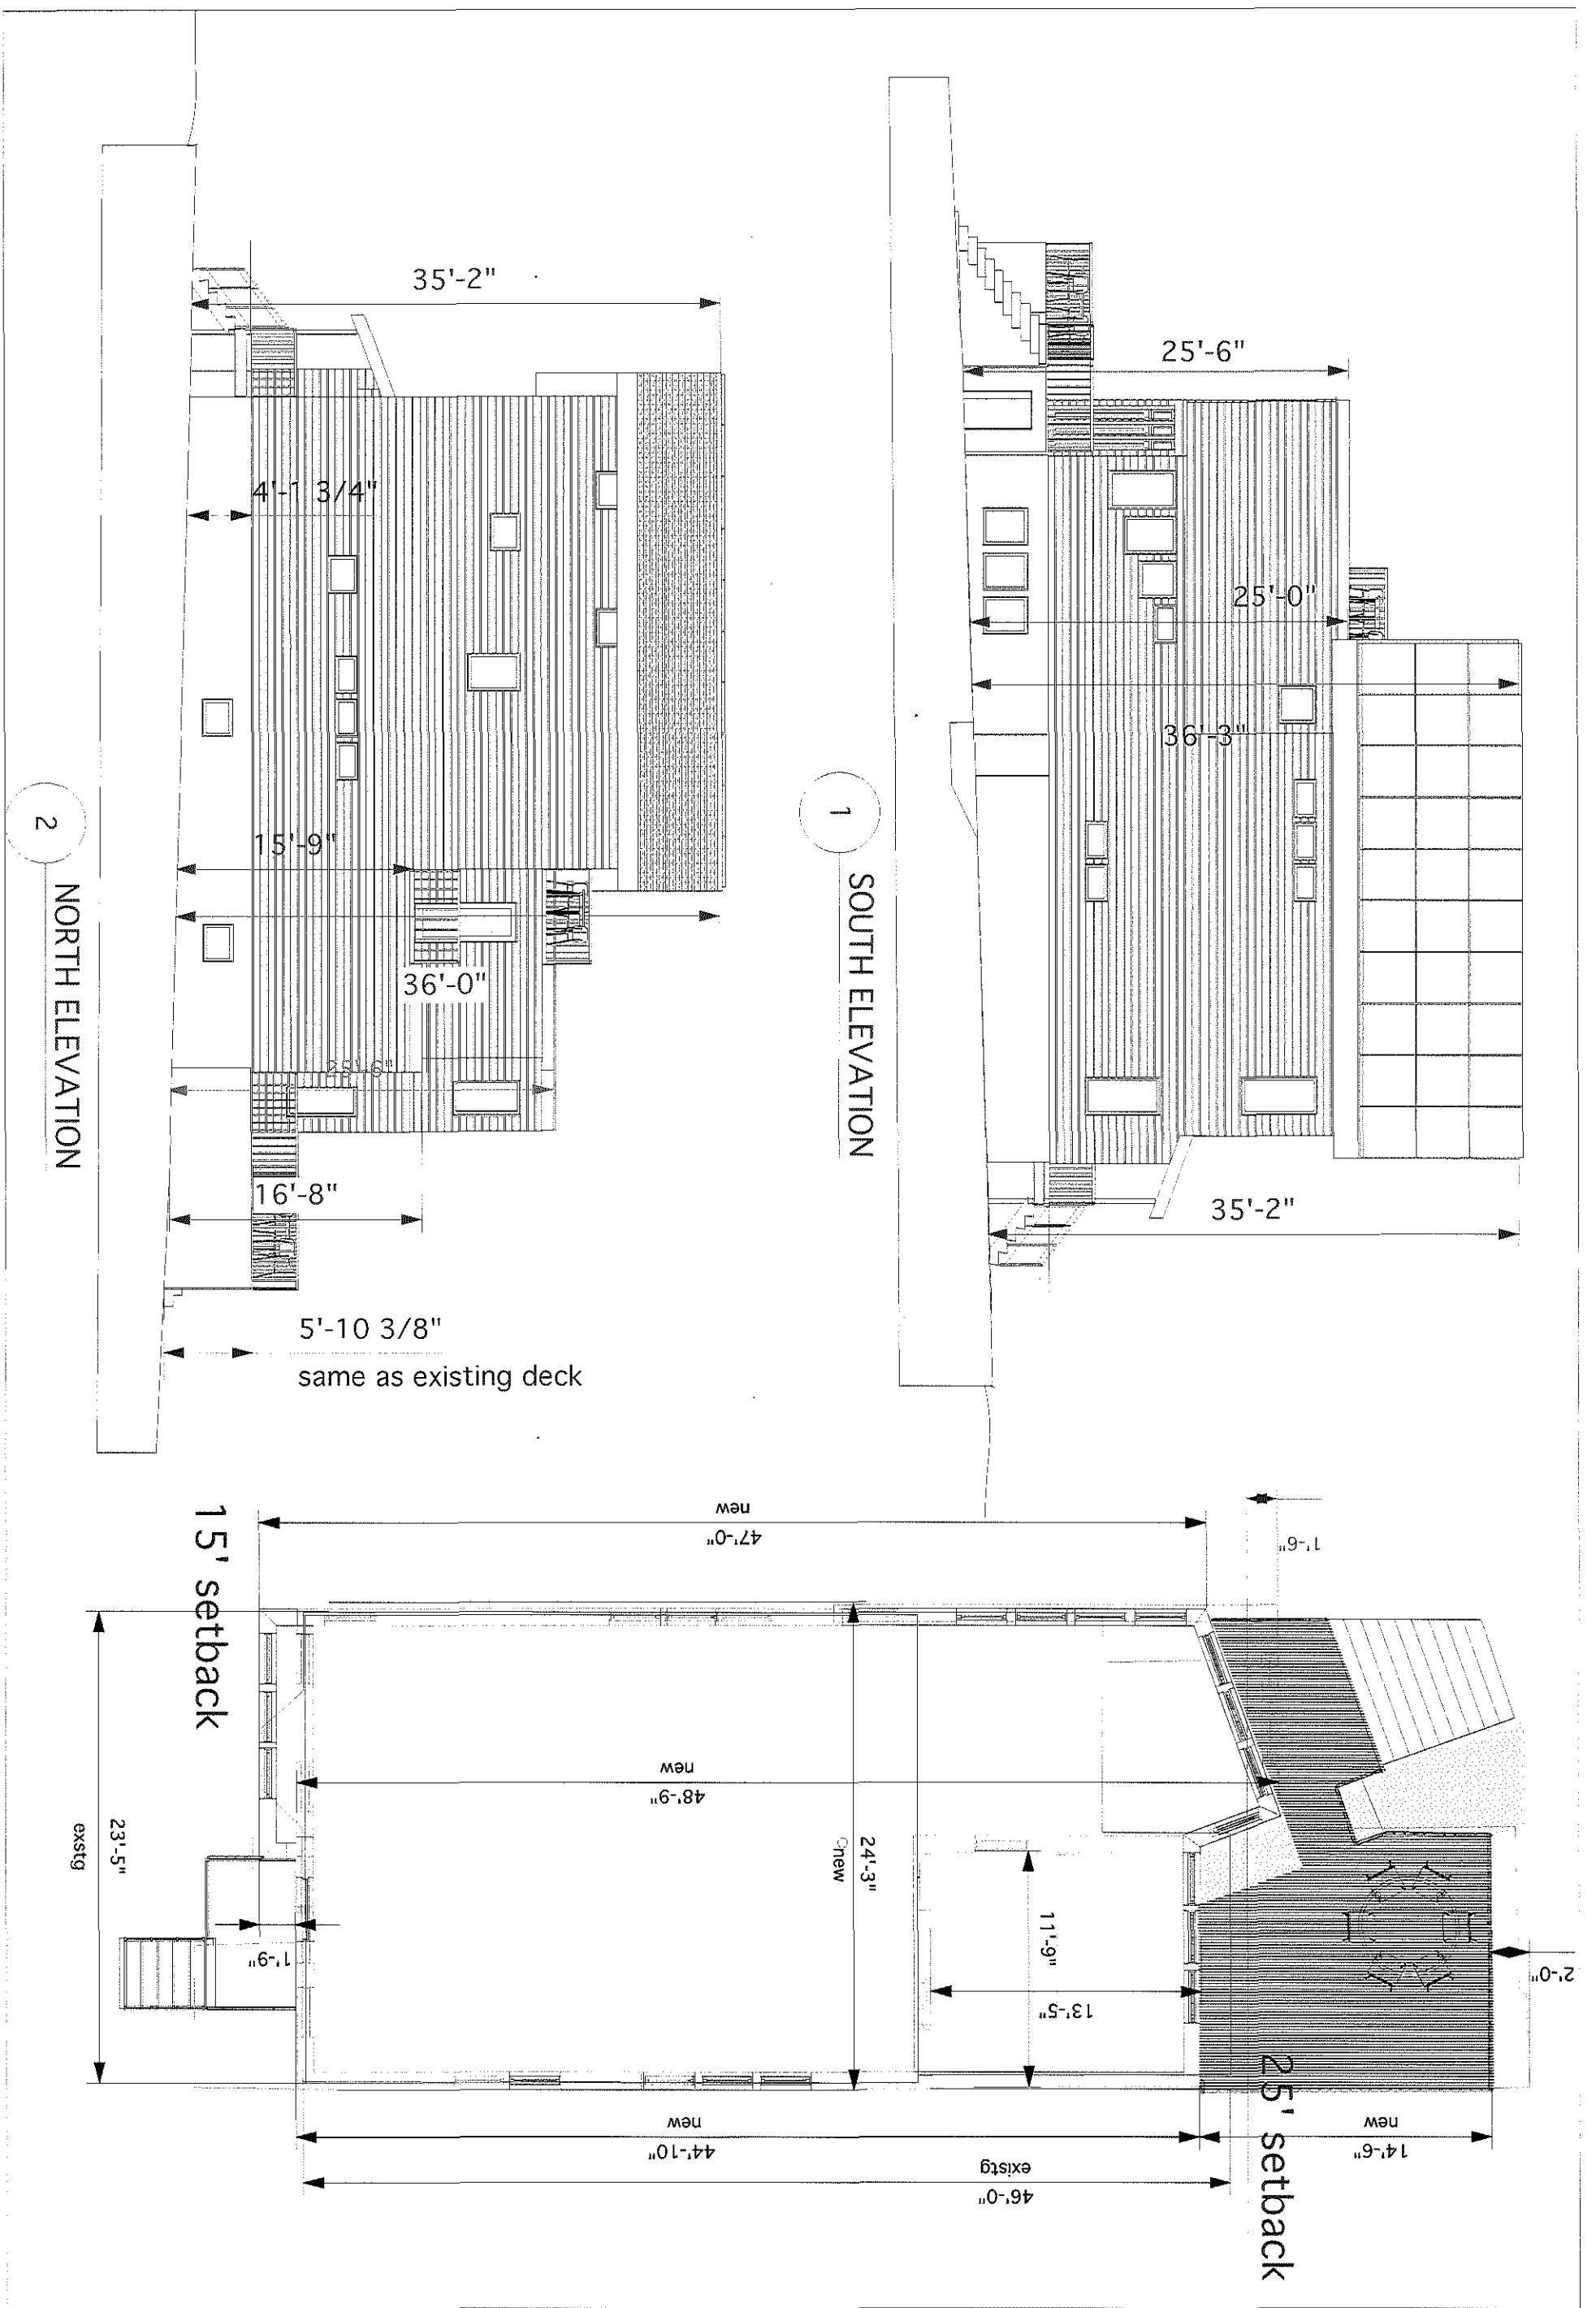 35'-2"
4'-1 3/4"
15'-9"
36'-0"
16'-8"
5'-10 3/8"
same as existing deck
2
NORTH ELEVATION
25'-6"
25'-0"
36'-3"
35'-2"
1
SOUTH ELEVATION
15' setback
47'-0"
new
1'-6"
23'-5"
exstg
48'-9"
new
24'-3"
new
11'-9"
13'-5"
1'-9"
2'-0"
44'-10"
new
14'-6"
new
46'-0"
existg
25' setback